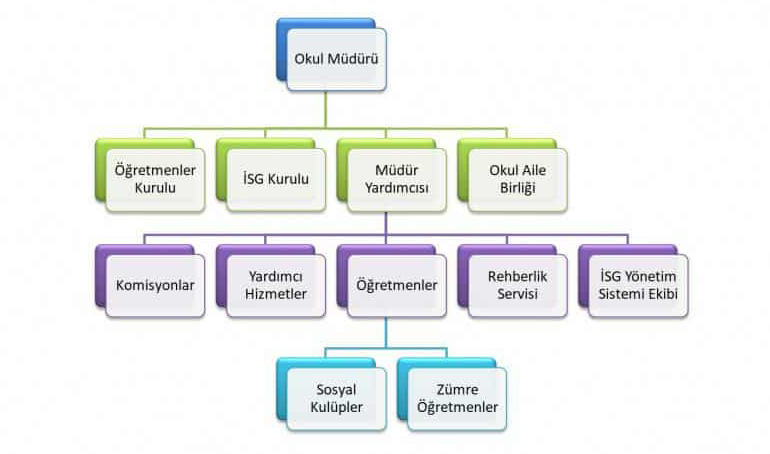 Okul Müdürü
Öğretmenler
Kurulu
İSG Kurulu
Müdür
Yardımcısı
Okul Aile
Birliği
Komisyonlar
Yardımcı
Hizmetler
Öğretmenler
Rehberlik
Servisi
İSG Yönetim
Sistemi Ekibi
Sosyal
Kulüpler
Zümre
Öğretmenler